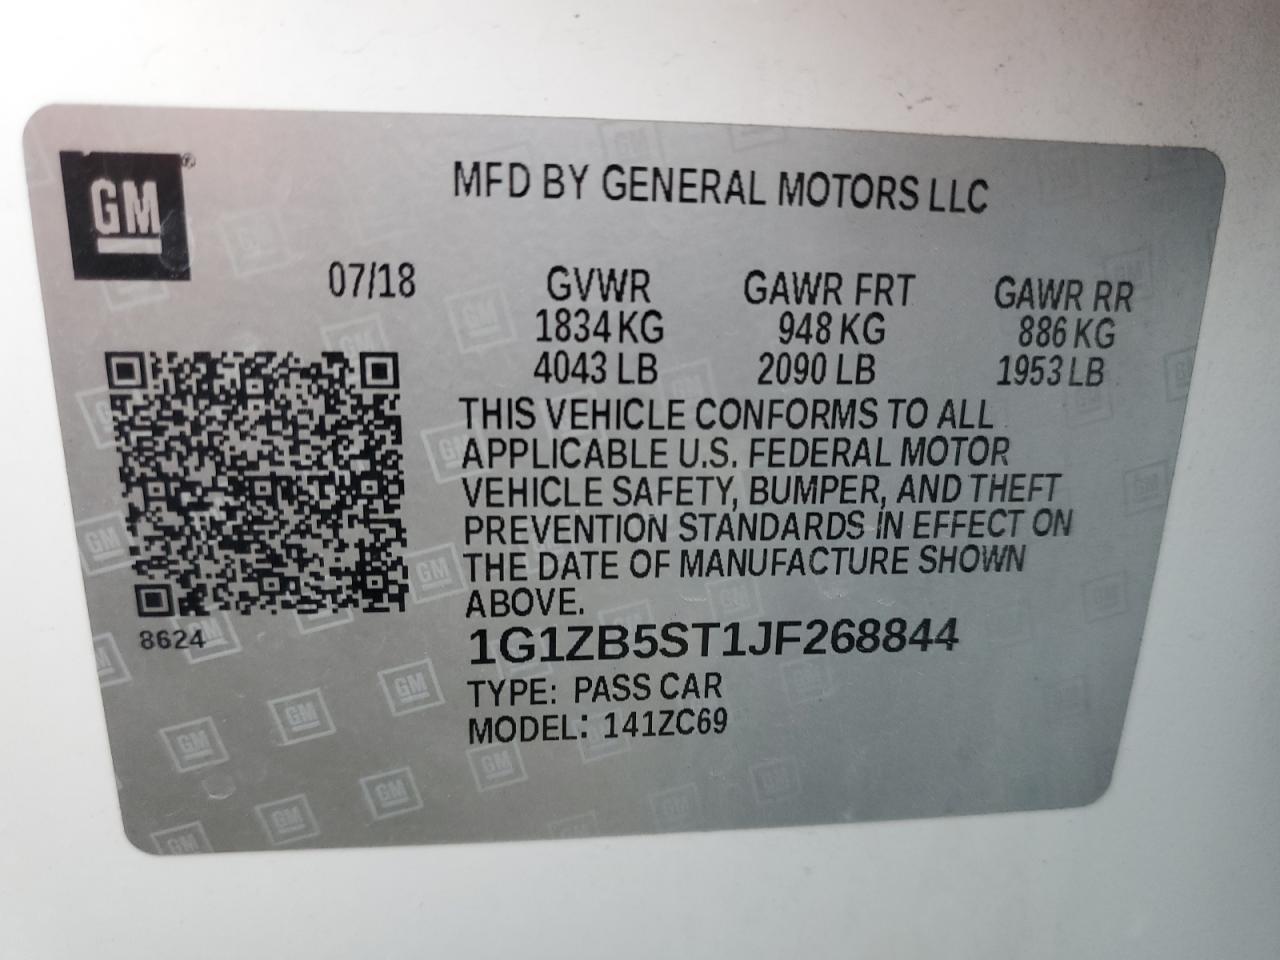 GM®
MFD BY GENERAL MOTORS LLC
07/18
GVWR GAWR FRT GAWR RR
1834 KG 948 KG 886 KG
4043 LB 2090 LB 1953 LB
THIS VEHICLE CONFORMS TO ALL
APPLICABLE U.S. FEDERAL MOTOR
VEHICLE SAFETY, BUMPER, AND THEFT
PREVENTION STANDARDS IN EFFECT ON
THE DATE OF MANUFACTURE SHOWN
ABOVE.
8624
1G1ZB5ST1JF268844
TYPE: PASS CAR
MODEL: 141ZC69